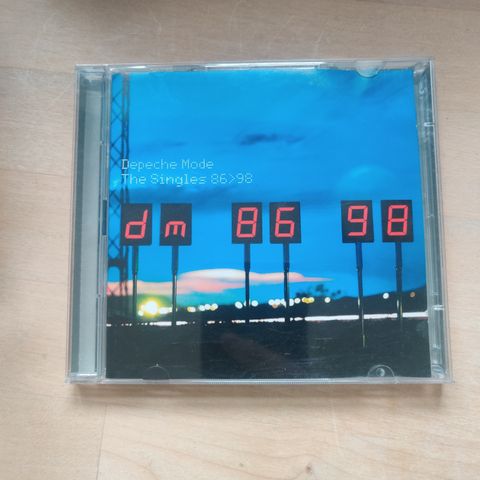 Depeche Mode
The Singles 86>98
dm 86 98